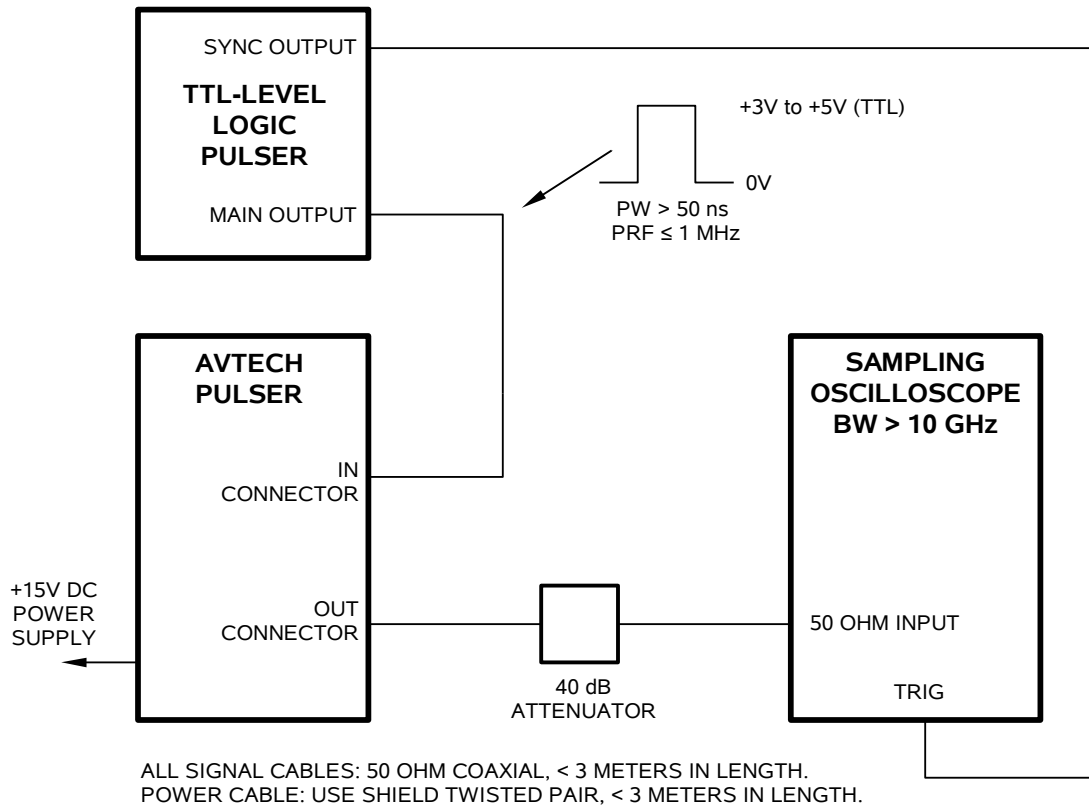 SYNC OUTPUT
TTL-LEVEL
LOGIC
PULSER
MAIN OUTPUT
+3V to +5V (TTL)
0V
PW > 50 ns
PRF ≤ 1 MHz
AVTECH
PULSER
IN
CONNECTOR
OUT
CONNECTOR
+15V DC
POWER
SUPPLY
40 dB
ATTENUATOR
SAMPLING
OSCILLOSCOPE
BW > 10 GHz
50 OHM INPUT
TRIG
ALL SIGNAL CABLES: 50 OHM COAXIAL, < 3 METERS IN LENGTH.
POWER CABLE: USE SHIELD TWISTED PAIR, < 3 METERS IN LENGTH.